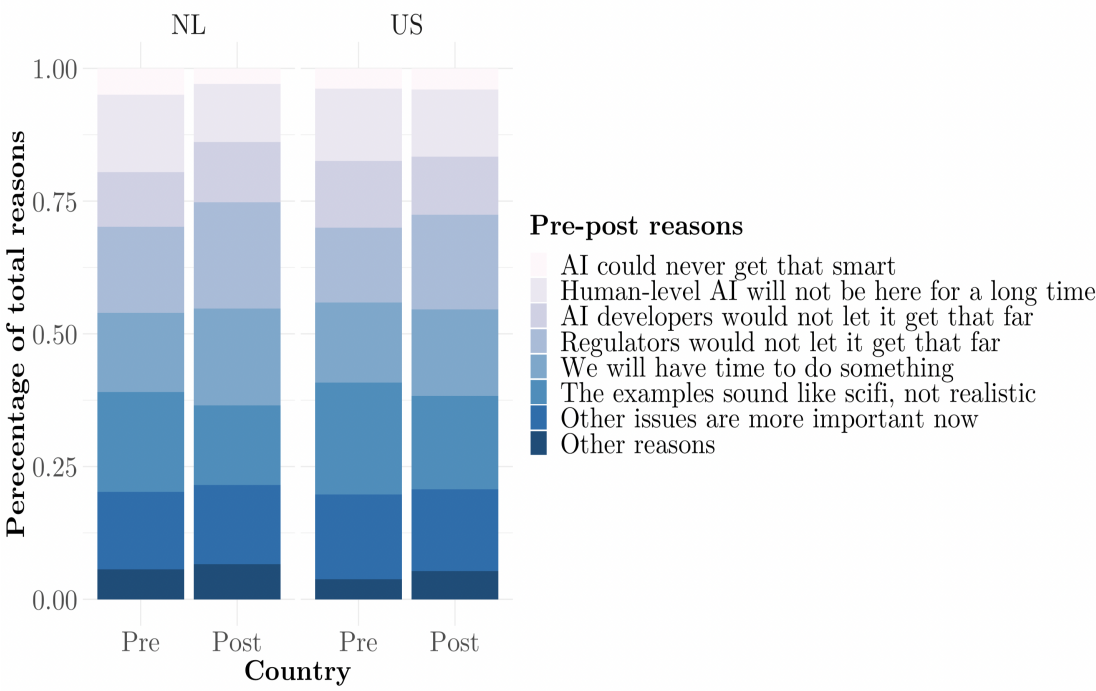 NL US
1.00
0.75
0.50
0.25
0.00
Perecentage of total reasons
Pre Post Pre Post
Country
Pre-post reasons
AI could never get that smart
Human-level AI will not be here for a long time
AI developers would not let it get that far
Regulators would not let it get that far
We will have time to do something
The examples sound like scifi, not realistic
Other issues are more important now
Other reasons